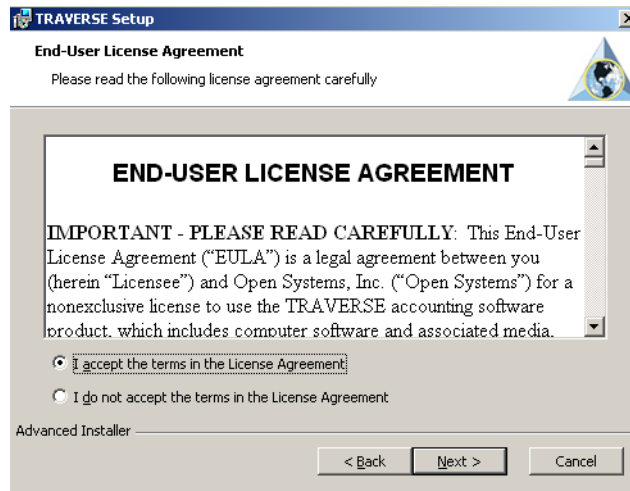 TRAVERSE Setup
End-User License Agreement
Please read the following license agreement carefully
END-USER LICENSE AGREEMENT
IMPORTANT - PLEASE READ CAREFULLY: This End-User
License Agreement (“EULA”) is a legal agreement between you
(herein “Licensee”) and Open Systems, Inc. (“Open Systems”) for a
nonexclusive license to use the TRAVERSE accounting software
product, which includes computer software and associated media,
I accept the terms in the License Agreement
I do not accept the terms in the License Agreement
Advanced Installer
< Back Next > Cancel